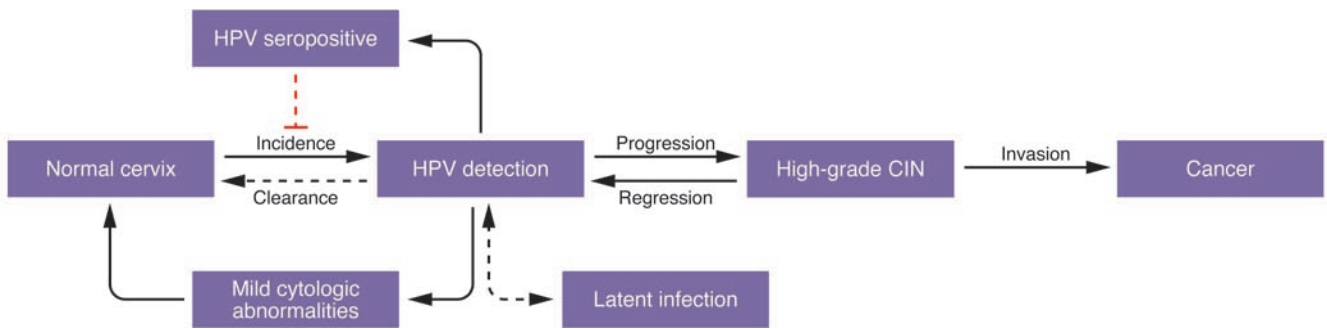 HPV seropositive
Normal cervix
Incidence
Clearance
HPV detection
Progression
Regression
High-grade CIN
Invasion
Cancer
Mild cytologic
abnormalities
Latent infection